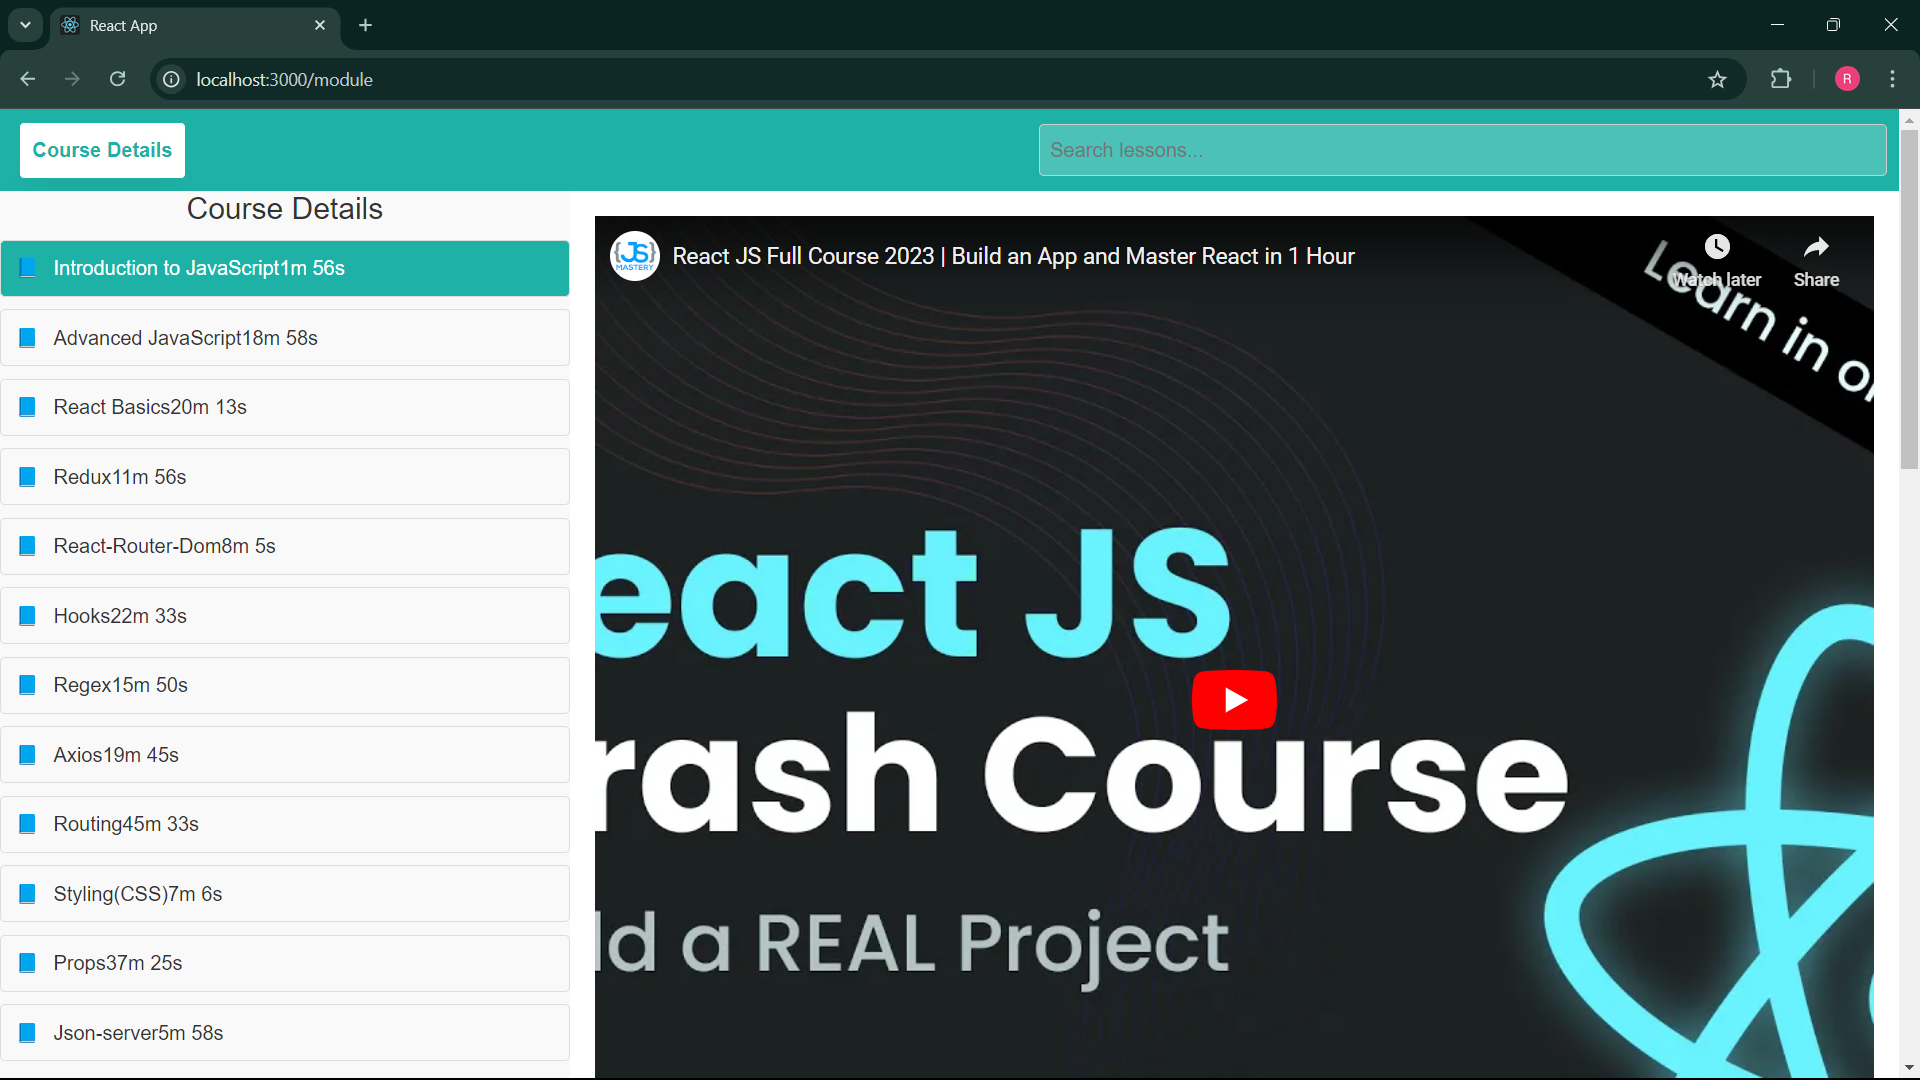 React App
localhost:3000/module
R
Course Details
Search lessons...
Course Details
Introduction to JavaScript1m 56s
Advanced JavaScript18m 58s
React Basics20m 13s
Redux11m 56s
React-Router-Dom8m 5s
Hooks22m 33s
Regex15m 50s
Axios19m 45s
Routing45m 33s
Styling(CSS)7m 6s
Props37m 25s
Json-server5m 58s
{JS}
MASTERY
React JS Full Course 2023 | Build an App and Master React in 1 Hour
Watch later
Share
Learn in o
eact JS
rash Course
ld a REAL Project